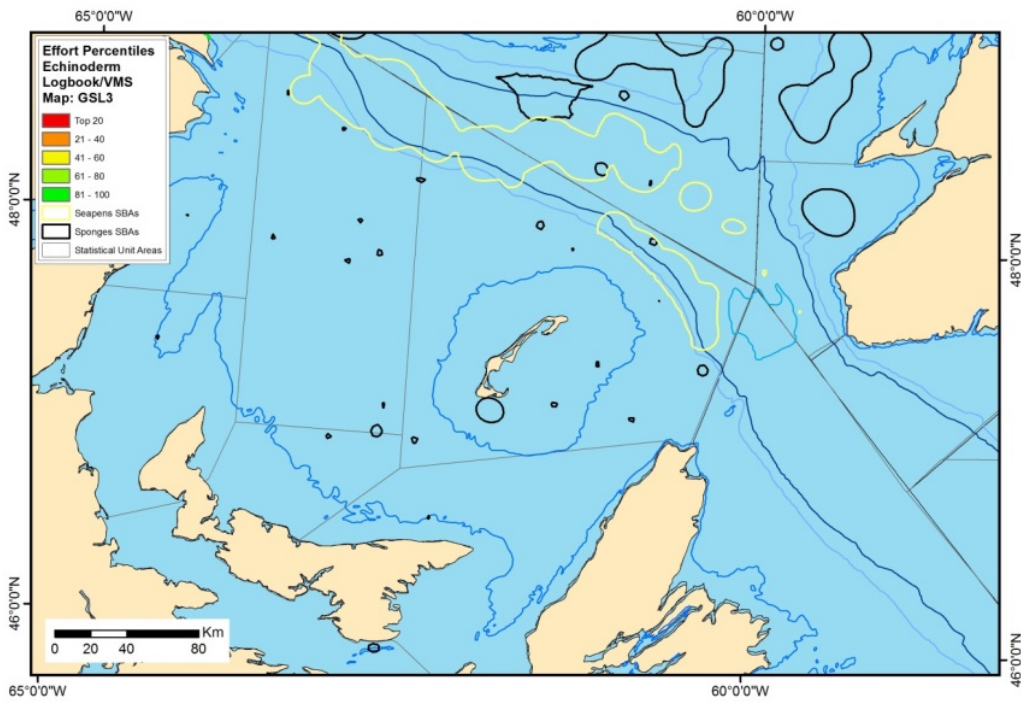 65°0'0"W
60°0'0"W
Effort Percentiles
Echinoderm
Logbook/VMS
Map: GSL3
Top 20
21 - 40
41 - 60
61 - 80
81 - 100
Seapens SBAs
Sponges SBAs
Statistical Unit Areas
48°0'0"N
48°0'0"N
46°0'0"N
46°0'0"N
Km
0 20 40 80
65°0'0"W
60°0'0"W